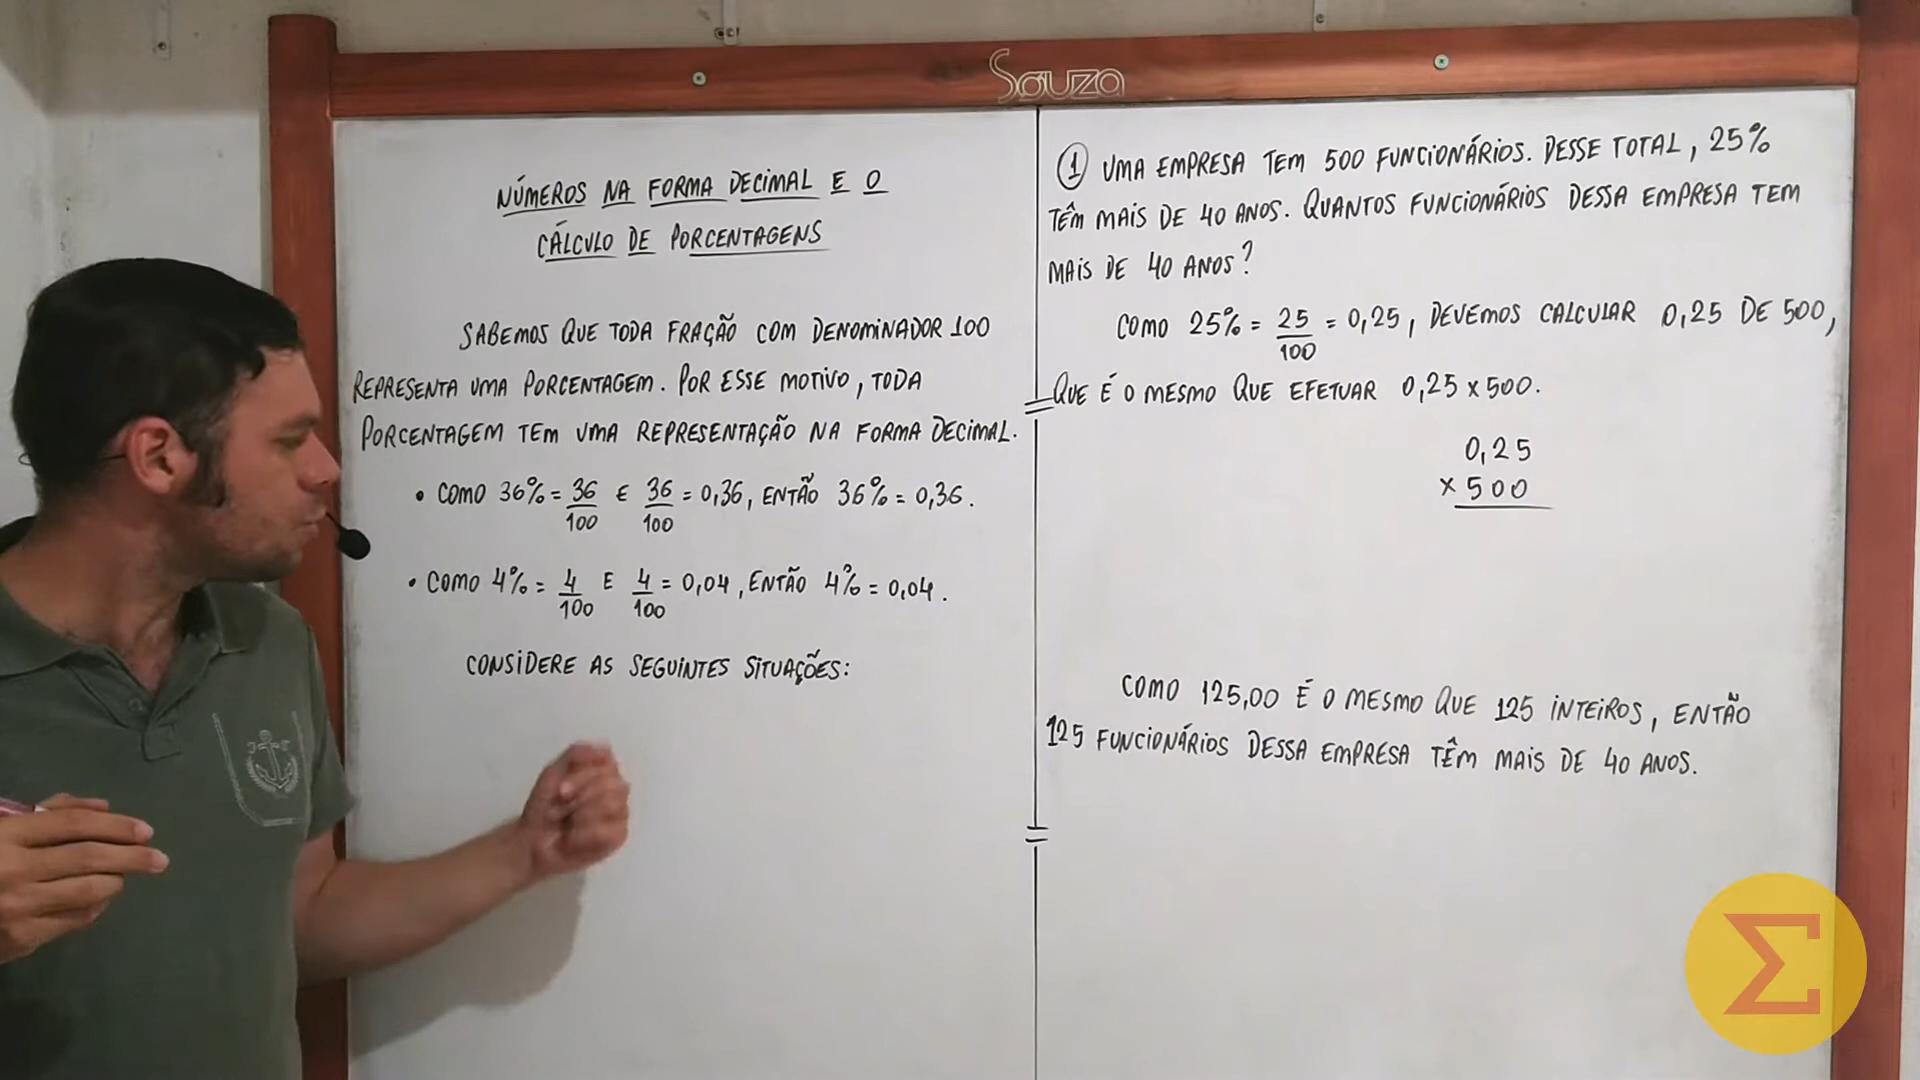 Souza
NÚMEROS NA FORMA DECIMAL E O
CÁLCULO DE PORCENTAGENS
SABEMOS QUE TODA FRAÇÃO COM DENOMINADOR 100
REPRESENTA UMA PORCENTAGEM. POR ESSE MOTIVO, TODA
PORCENTAGEM TEM UMA REPRESENTAÇÃO NA FORMA DECIMAL.
• COMO 36% = 36/100 E 36/100 = 0,36, ENTÃO 36% = 0,36.
• COMO 4% = 4/100 E 4/100 = 0,04, ENTÃO 4% = 0,04.
CONSIDERE AS SEGUINTES SITUAÇÕES:
① UMA EMPRESA TEM 500 FUNCIONÁRIOS. DESSE TOTAL, 25%
TÊM MAIS DE 40 ANOS. QUANTOS FUNCIONÁRIOS DESSA EMPRESA TEM
MAIS DE 40 ANOS?
COMO 25% = 25/100 = 0,25, DEVEMOS CALCULAR 0,25 DE 500,
QUE É O MESMO QUE EFETUAR 0,25 x 500.
0,25
x 500
COMO 125,00 É O MESMO QUE 125 INTEIROS, ENTÃO
125 FUNCIONÁRIOS DESSA EMPRESA TÊM MAIS DE 40 ANOS.
Σ